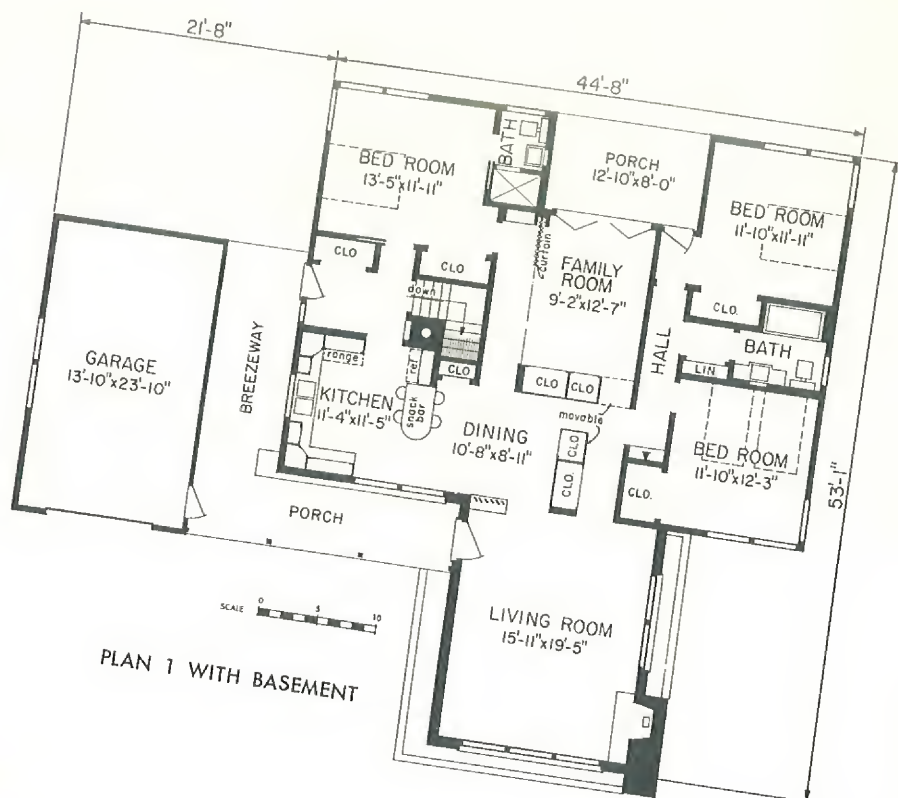 21'-8"
44'-8"
BED ROOM
13'-5"x11'-11"
BATH
PORCH
12'-10"x8'-0"
BED ROOM
11'-10"x11'-11"
CLO
CLO
curtain
FAMILY
ROOM
9'-2"x12'-7"
CLO.
down
GARAGE
13'-10"x23'-10"
BREEZEWAY
range
ref
CLO
KITCHEN
11'-4"x11'-5"
snack
bar
DINING
10'-8"x8'-11"
CLO
CLO
movable
HALL
BATH
LIN
BED ROOM
11'-10"x12'-3"
53'-1"
CLO
CLO.
CLO.
PORCH
LIVING ROOM
15'-11"x19'-5"
SCALE 0 5 10
PLAN 1 WITH BASEMENT